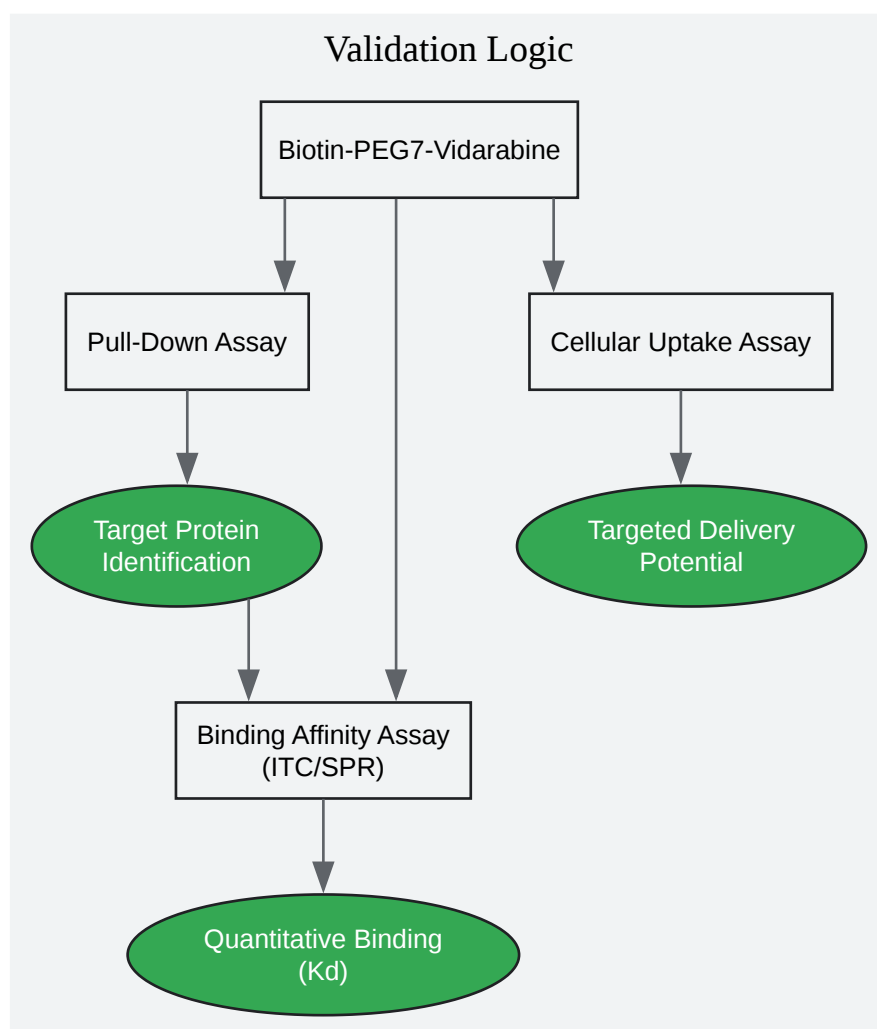 Validation Logic
Biotin-PEG7-Vidarabine
Pull-Down Assay
Cellular Uptake Assay
Target Protein
Identification
Targeted Delivery
Potential
Binding Affinity Assay
(ITC/SPR)
Quantitative Binding
(Kd)